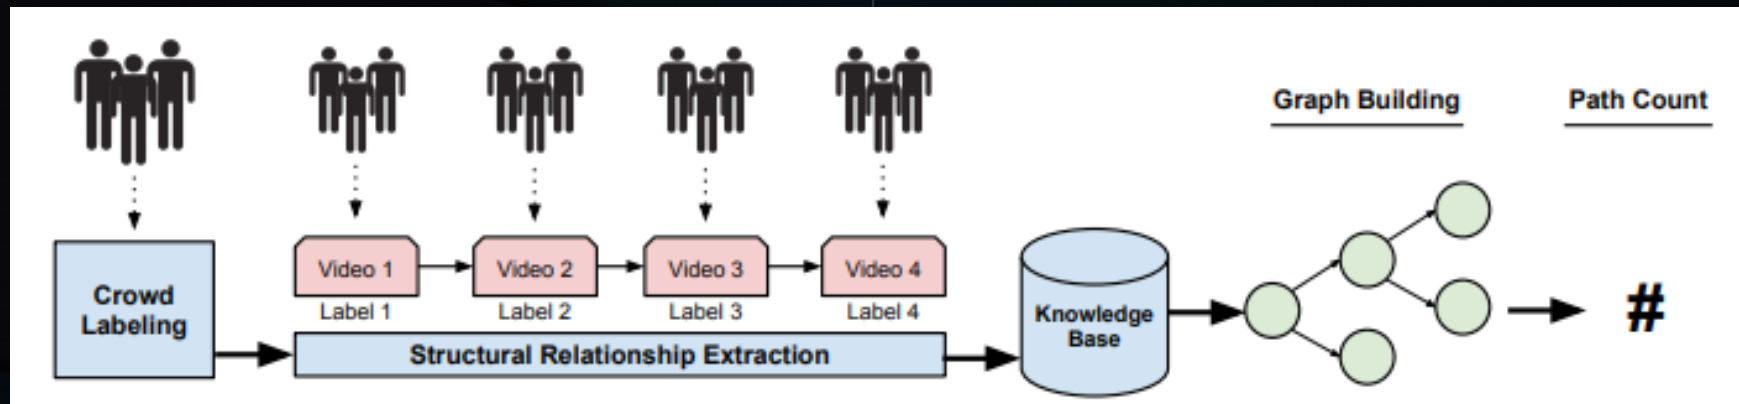 Graph Building
Path Count
Crowd
Labeling
Video 1
Video 2
Video 3
Video 4
Label 1
Label 2
Label 3
Label 4
Structural Relationship Extraction
Knowledge
Base
#